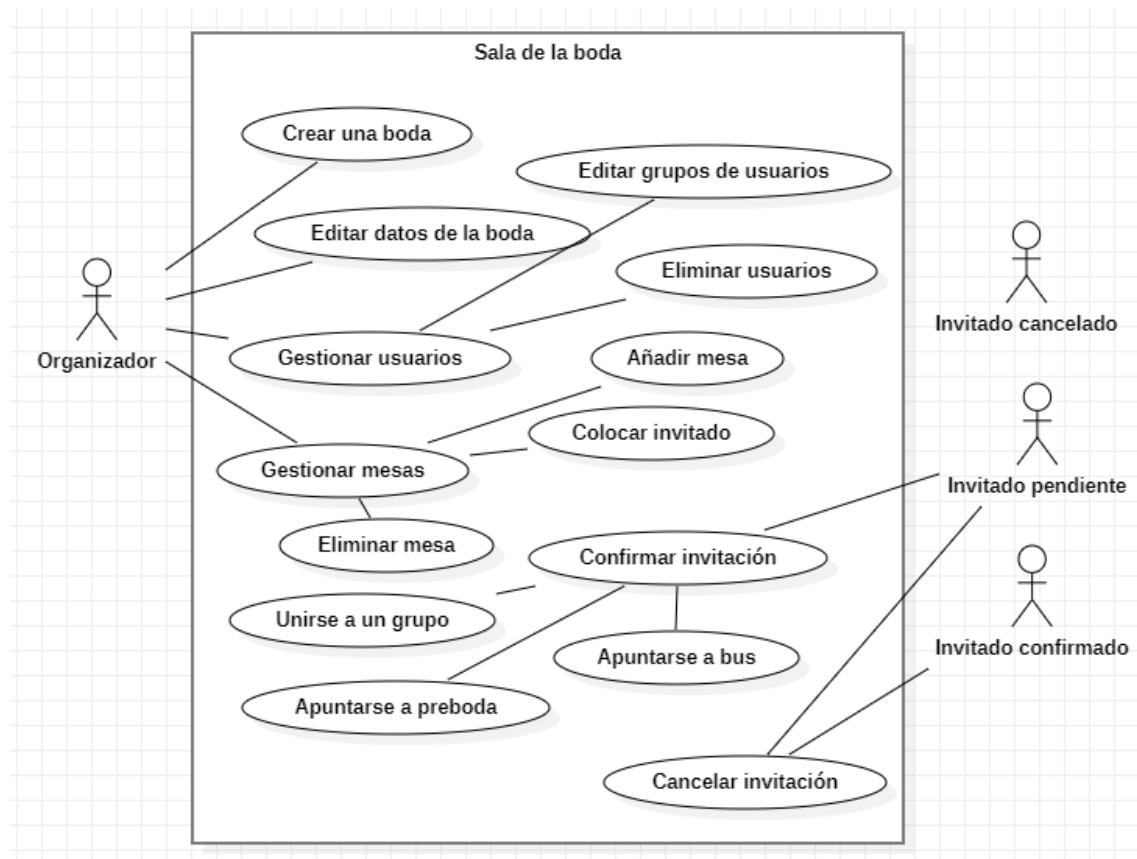 Sala de la boda
Crear una boda
Editar grupos de usuarios
Editar datos de la boda
Eliminar usuarios
Invitado cancelado
Organizador
Gestionar usuarios
Añadir mesa
Colocar invitado
Gestionar mesas
Invitado pendiente
Eliminar mesa
Confirmar invitación
Unirse a un grupo
Invitado confirmado
Apuntarse a bus
Apuntarse a preboda
Cancelar invitación